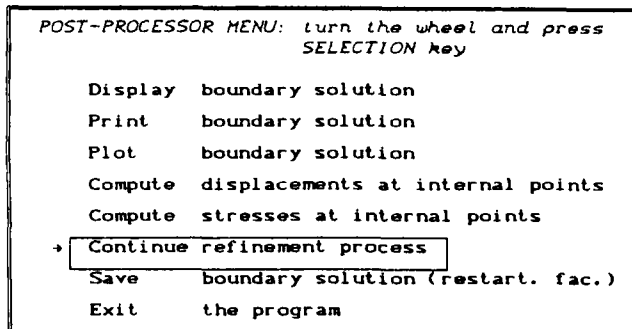 POST-PROCESSOR MENU: turn the wheel and press
SELECTION key
Display boundary solution
Print boundary solution
Plot boundary solution
Compute displacements at internal points
Compute stresses at internal points
→ Continue refinement process
Save boundary solution (restart. fac.)
Exit the program